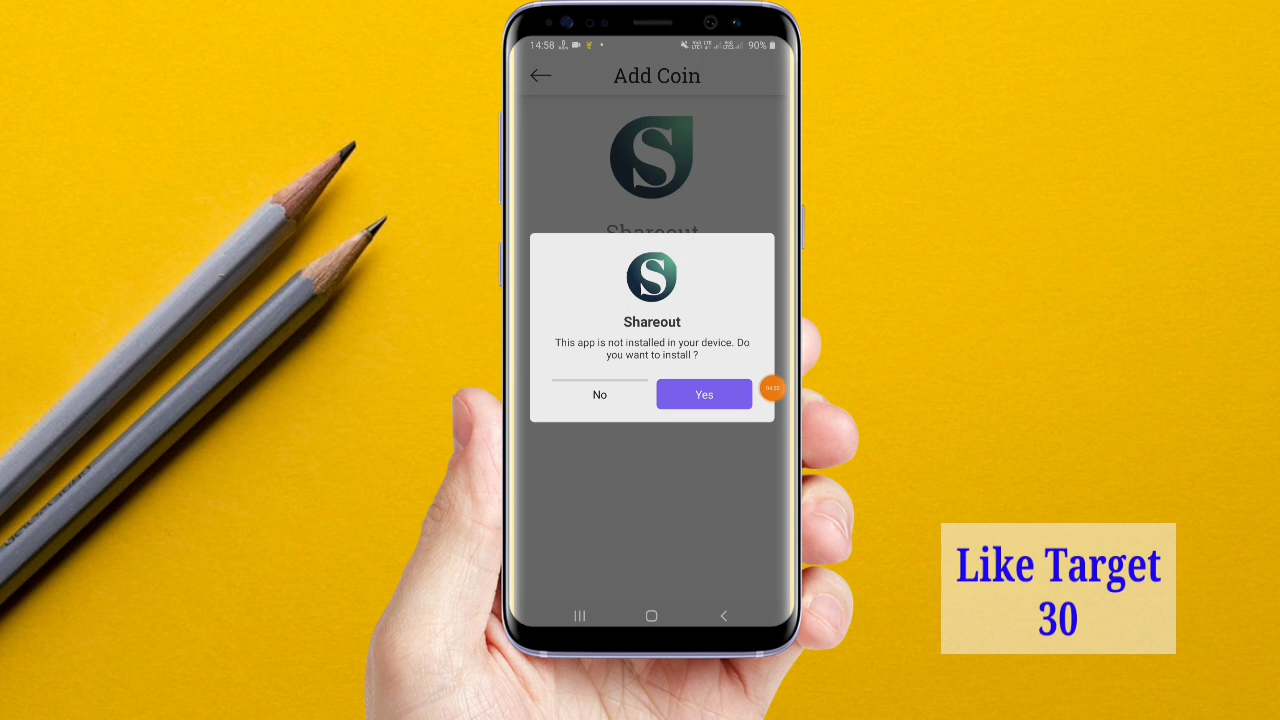 14:58
90%
Add Coin
S
Shareout
S
Shareout
This app is not installed in your device. Do
you want to install ?
No
Yes
Like Target
30